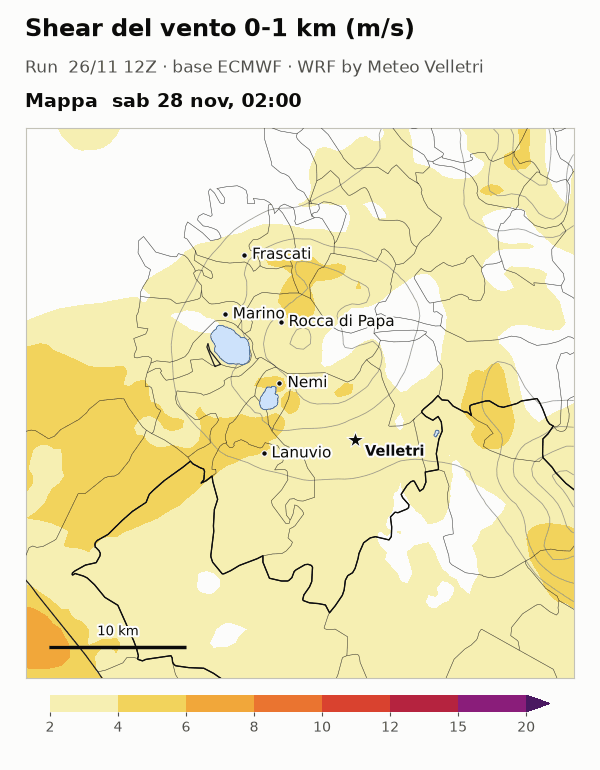 Shear del vento 0-1 km (m/s)
Run  26/11 12Z · base ECMWF · WRF by Meteo Velletri
Mappa  sab 28 nov, 02:00
Frascati
Marino
Rocca di Papa
Nemi
Velletri
Lanuvio
10 km
2 4 6 8 10 12 15 20